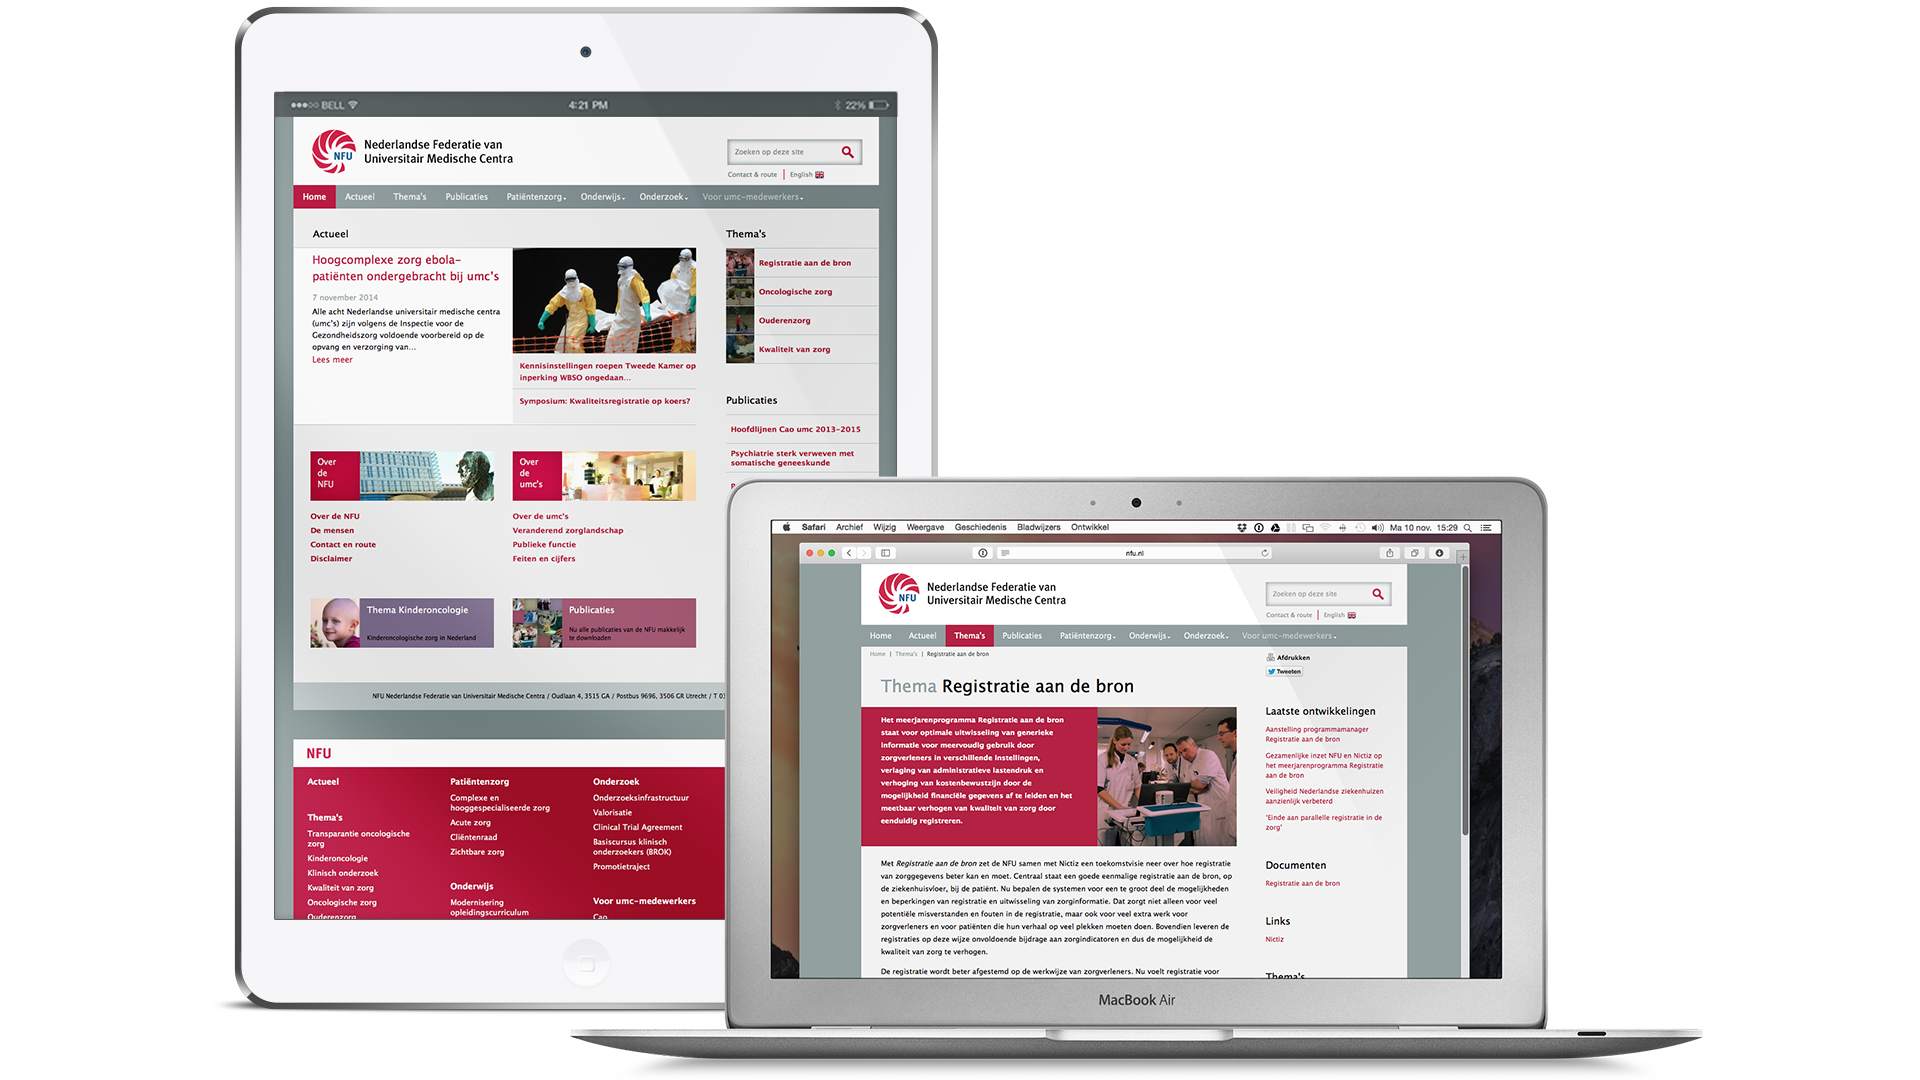 BELL
4:21 PM
22%
NFU
Nederlandse Federatie van
Universitair Medische Centra
Zoeken op deze site
Contact & route | English
Home Actueel Thema's Publicaties Patiëntenzorg Onderwijs Onderzoek Voor umc-medewerkers
Actueel
Hoogcomplexe zorg ebola-
patiënten ondergebracht bij umc's
7 november 2014
Alle acht Nederlandse universitair medische centra
(umc's) zijn volgens de Inspectie voor de
Gezondheidszorg voldoende voorbereid op de
opvang en verzorging van...
Lees meer
Kennisinstellingen roepen Tweede Kamer op
inperking WBSO ongedaan...
Symposium: Kwaliteitsregistratie op koers?
Thema's
Registratie aan de bron
Oncologische zorg
Ouderenzorg
Kwaliteit van zorg
Publicaties
Hoofdlijnen Cao umc 2013-2015
Psychiatrie sterk verweven met
somatische geneeskunde
Over
de
NFU
Over de NFU
De mensen
Contact en route
Disclaimer
Over
de
umc's
Over de umc's
Veranderend zorglandschap
Publieke functie
Feiten en cijfers
Thema Kinderoncologie
Kinderoncologische zorg in Nederland
Publicaties
Nu alle publicaties van de NFU makkelijk
te downloaden
NFU Nederlandse Federatie van Universitair Medische Centra / Oudlaan 4, 3515 GA / Postbus 9696, 3506 GR Utrecht / T 03
NFU
Actueel
Thema's
Transparantie oncologische
zorg
Kinderoncologie
Klinisch onderzoek
Kwaliteit van zorg
Oncologische zorg
Ouderenzorg
Patiëntenzorg
Complexe en
hooggespecialiseerde zorg
Acute zorg
Cliëntenraad
Zichtbare zorg
Onderwijs
Modernisering
opleidingscurriculum
Onderzoek
Onderzoeksinfrastructuur
Valorisatie
Clinical Trial Agreement
Basiscursus klinisch
onderzoekers (BROK)
Promotietraject
Voor umc-medewerkers
Cao
Safari Archief Wijzig Weergave Geschiedenis Bladwijzers Ontwikkel
Ma 10 nov. 15:29
nfu.nl
NFU
Nederlandse Federatie van
Universitair Medische Centra
Zoeken op deze site
Contact & route | English
Home Actueel Thema's Publicaties Patiëntenzorg Onderwijs Onderzoek Voor umc-medewerkers
Home | Thema's | Registratie aan de bron
Afdrukken
Tweeten
Thema Registratie aan de bron
Het meerjarenprogramma Registratie aan de bron
staat voor optimale uitwisseling van generieke
informatie voor meervoudig gebruik door
zorgverleners in verschillende instellingen,
verlaging van administratieve lastendruk en
verhoging van kostenbewustzijn door de
mogelijkheid financiële gegevens af te leiden en het
meetbaar verhogen van kwaliteit van zorg door
eenduidig registreren.
Met Registratie aan de bron zet de NFU samen met Nictiz een toekomstvisie neer over hoe registratie
van zorggegevens beter kan en moet. Centraal staat een goede eenmalige registratie aan de bron, op
de ziekenhuisvloer, bij de patiënt. Nu bepalen de systemen voor een te groot deel de mogelijkheden
en beperkingen van registratie en uitwisseling van zorginformatie. Dat zorgt niet alleen voor veel
potentiële misverstanden en fouten in de registratie, maar ook voor veel extra werk voor
zorgverleners en voor patiënten die hun verhaal op veel plekken moeten doen. Bovendien leveren de
registraties op deze wijze onvoldoende bijdrage aan zorgindicatoren en dus de mogelijkheid de
kwaliteit van zorg te verhogen.
De registratie wordt beter afgestemd op de werkwijze van zorgverleners. Nu voelt registratie voor
Laatste ontwikkelingen
Aanstelling programmamanager
Registratie aan de bron
Gezamenlijke inzet NFU en Nictiz op
het meerjarenprogramma Registratie
aan de bron
Veiligheid Nederlandse ziekenhuizen
aanzienlijk verbeterd
'Einde aan parallelle registratie in de
zorg'
Documenten
Registratie aan de bron
Links
Nictiz
Thema's
MacBook Air